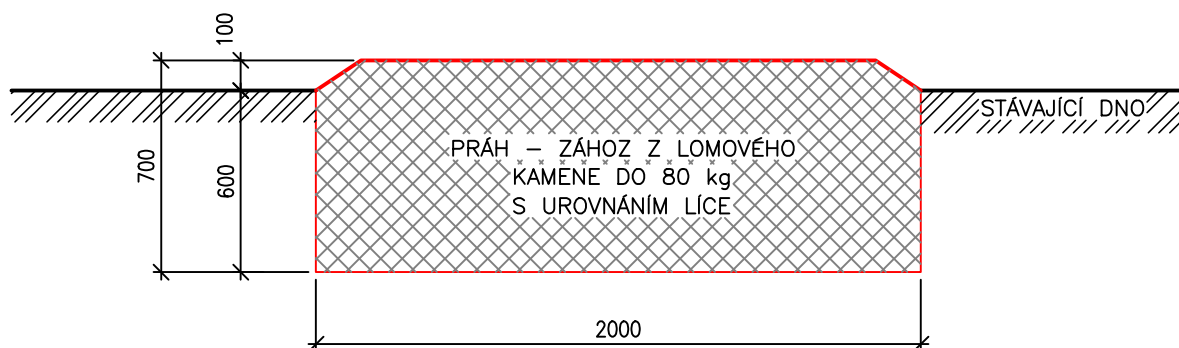 100
700
600
STÁVAJÍCÍ DNO
PRÁH – ZÁHOZ Z LOMOVÉHO
KAMENE DO 80 kg
S UROVNÁNÍM LÍCE
2000